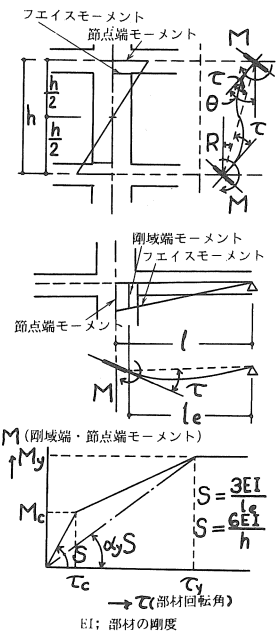 フエイスモーメント
節点端モーメント
M
h/2
h
h/2
τ
θ
τ
R
M
剛域端モーメント
フエイスモーメント
節点端モーメント
l
M
τ
le
M (剛域端・節点端モーメント)
My
Mc
S
αyS
S=3EI/le
S=6EI/h
τc
τy
→τ(部材回転角)
EI; 部材の剛度